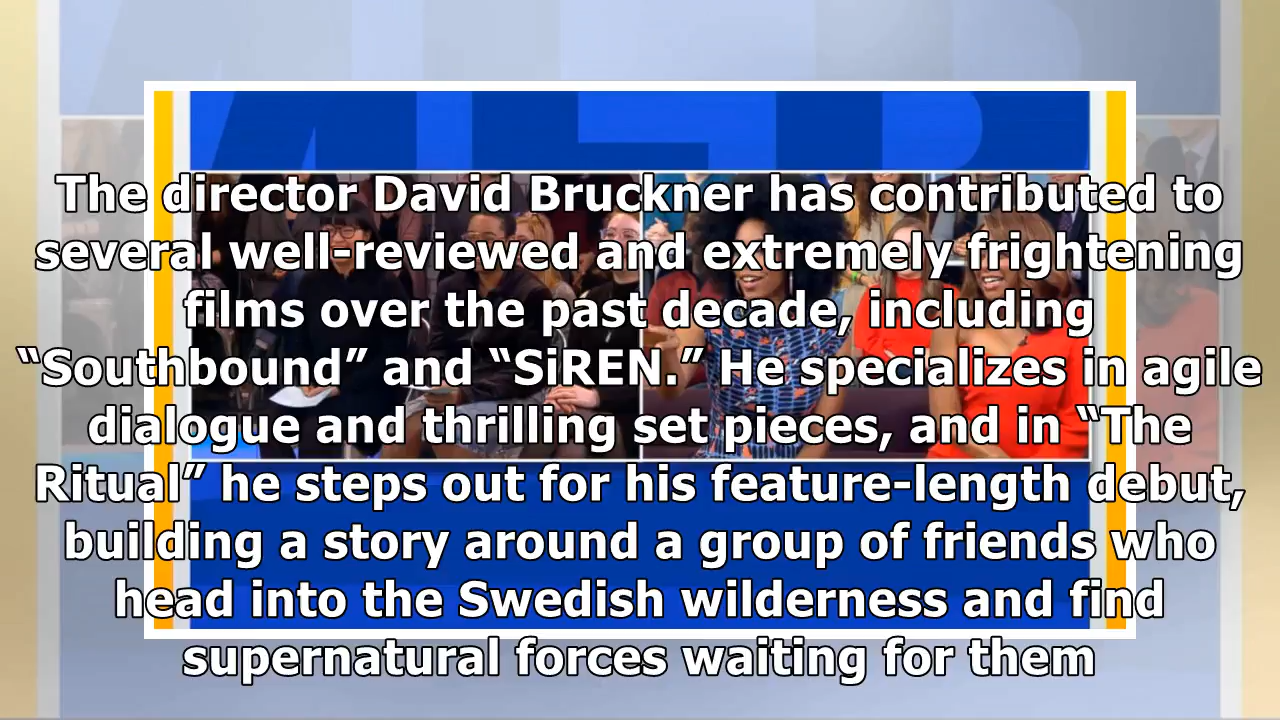 The director David Bruckner has contributed to
several well-reviewed and extremely frightening
films over the past decade, including
“Southbound” and “SiREN.” He specializes in agile
dialogue and thrilling set pieces, and in “The
Ritual” he steps out for his feature-length debut,
building a story around a group of friends who
head into the Swedish wilderness and find
supernatural forces waiting for them